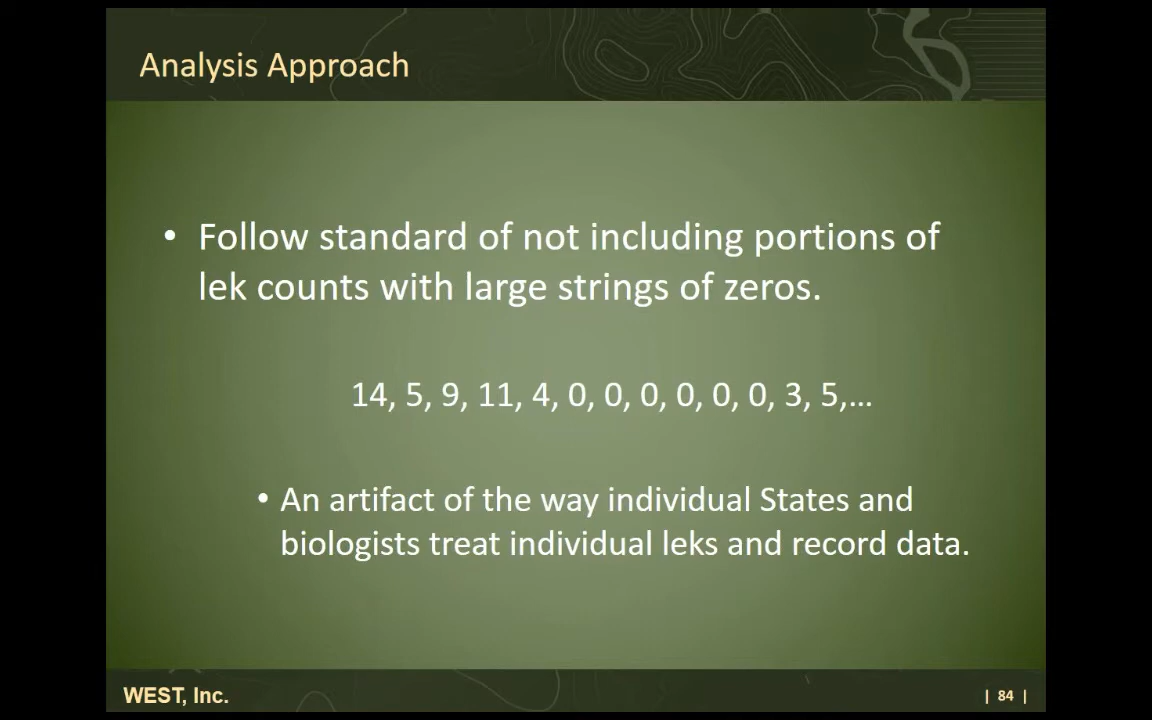 Analysis Approach
• Follow standard of not including portions of
lek counts with large strings of zeros.
14, 5, 9, 11, 4, 0, 0, 0, 0, 0, 0, 3, 5,...
• An artifact of the way individual States and
biologists treat individual leks and record data.
WEST, Inc.
| 84 |